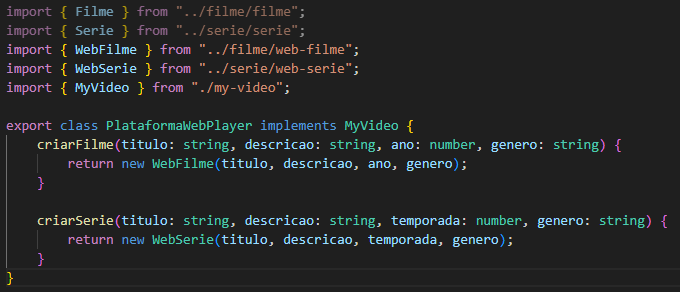 import { Filme } from "../filme/filme";
import { Serie } from "../serie/serie";
import { WebFilme } from "../filme/web-filme";
import { WebSerie } from "../serie/web-serie";
import { MyVideo } from "./my-video";
export class PlataformaWebPlayer implements MyVideo {
criarFilme(titulo: string, descricao: string, ano: number, genero: string) {
return new WebFilme(titulo, descricao, ano, genero);
}
criarSerie(titulo: string, descricao: string, temporada: number, genero: string) {
return new WebSerie(titulo, descricao, temporada, genero);
}
}